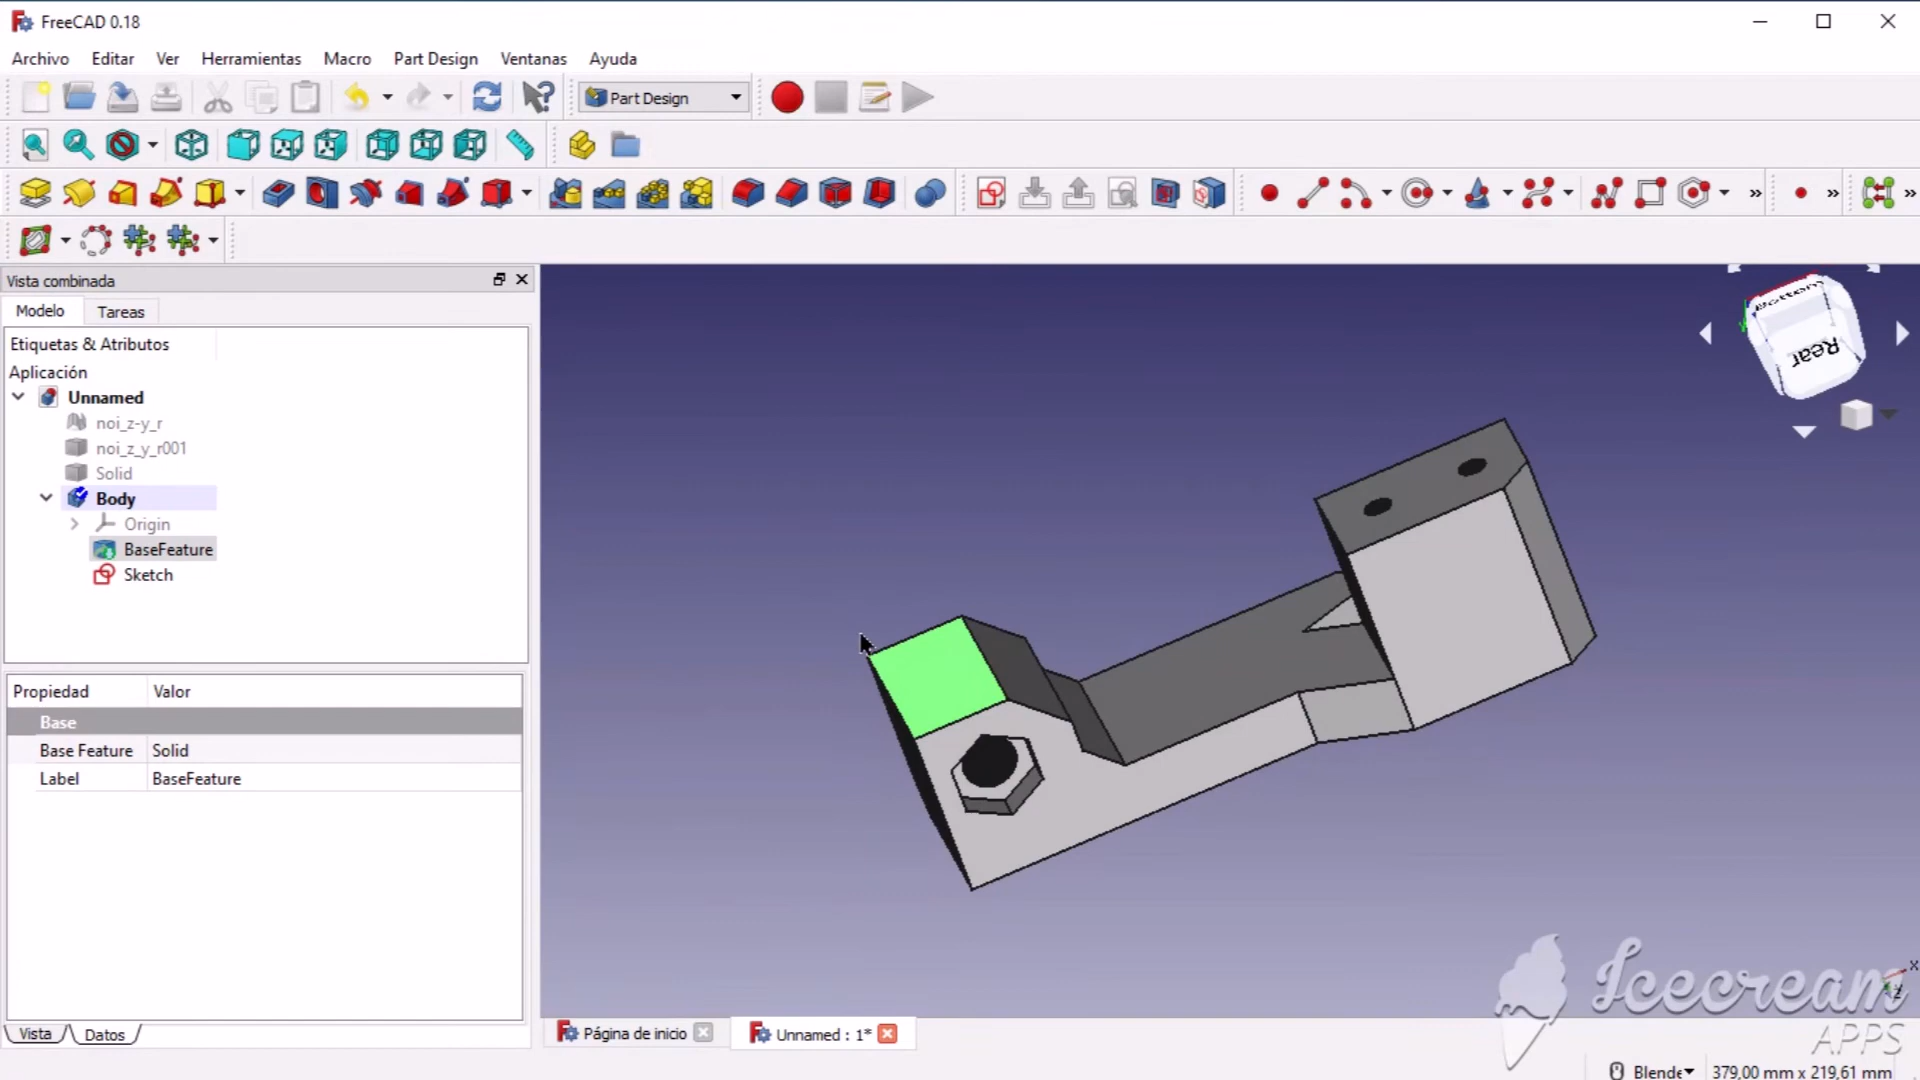 FreeCAD 0.18
Archivo Editar Ver Herramientas Macro Part Design Ventanas Ayuda
Part Design
Vista combinada
Modelo Tareas
Etiquetas & Atributos
Aplicación
Unnamed
noi_z-y_r
noi_z_y_r001
Solid
Body
Origin
BaseFeature
Sketch
Propiedad Valor
Base
Base Feature Solid
Label BaseFeature
Vista Datos
Bottom
Rear
Página de inicio
Unnamed : 1*
X
Y
Z
Icecream
APPS
Blende 379,00 mm x 219,61 mm